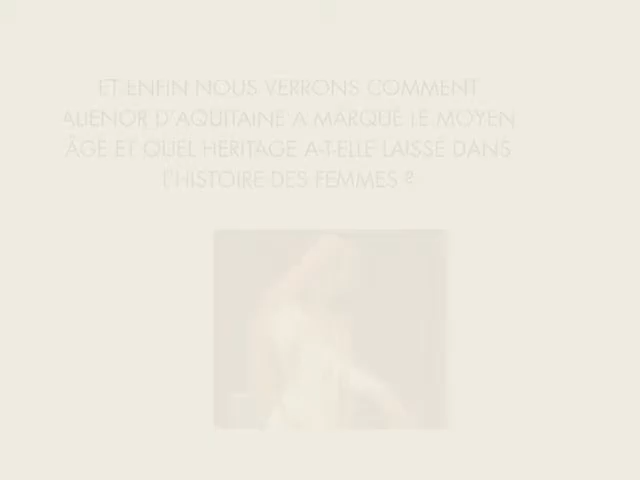 ET ENFIN NOUS VERRONS COMMENT
ALIENOR D'AQUITAINE A MARQUÉ LE MOYEN
ÂGE ET QUEL HÉRITAGE A-T-ELLE LAISSÉ DANS
L'HISTOIRE DES FEMMES ?